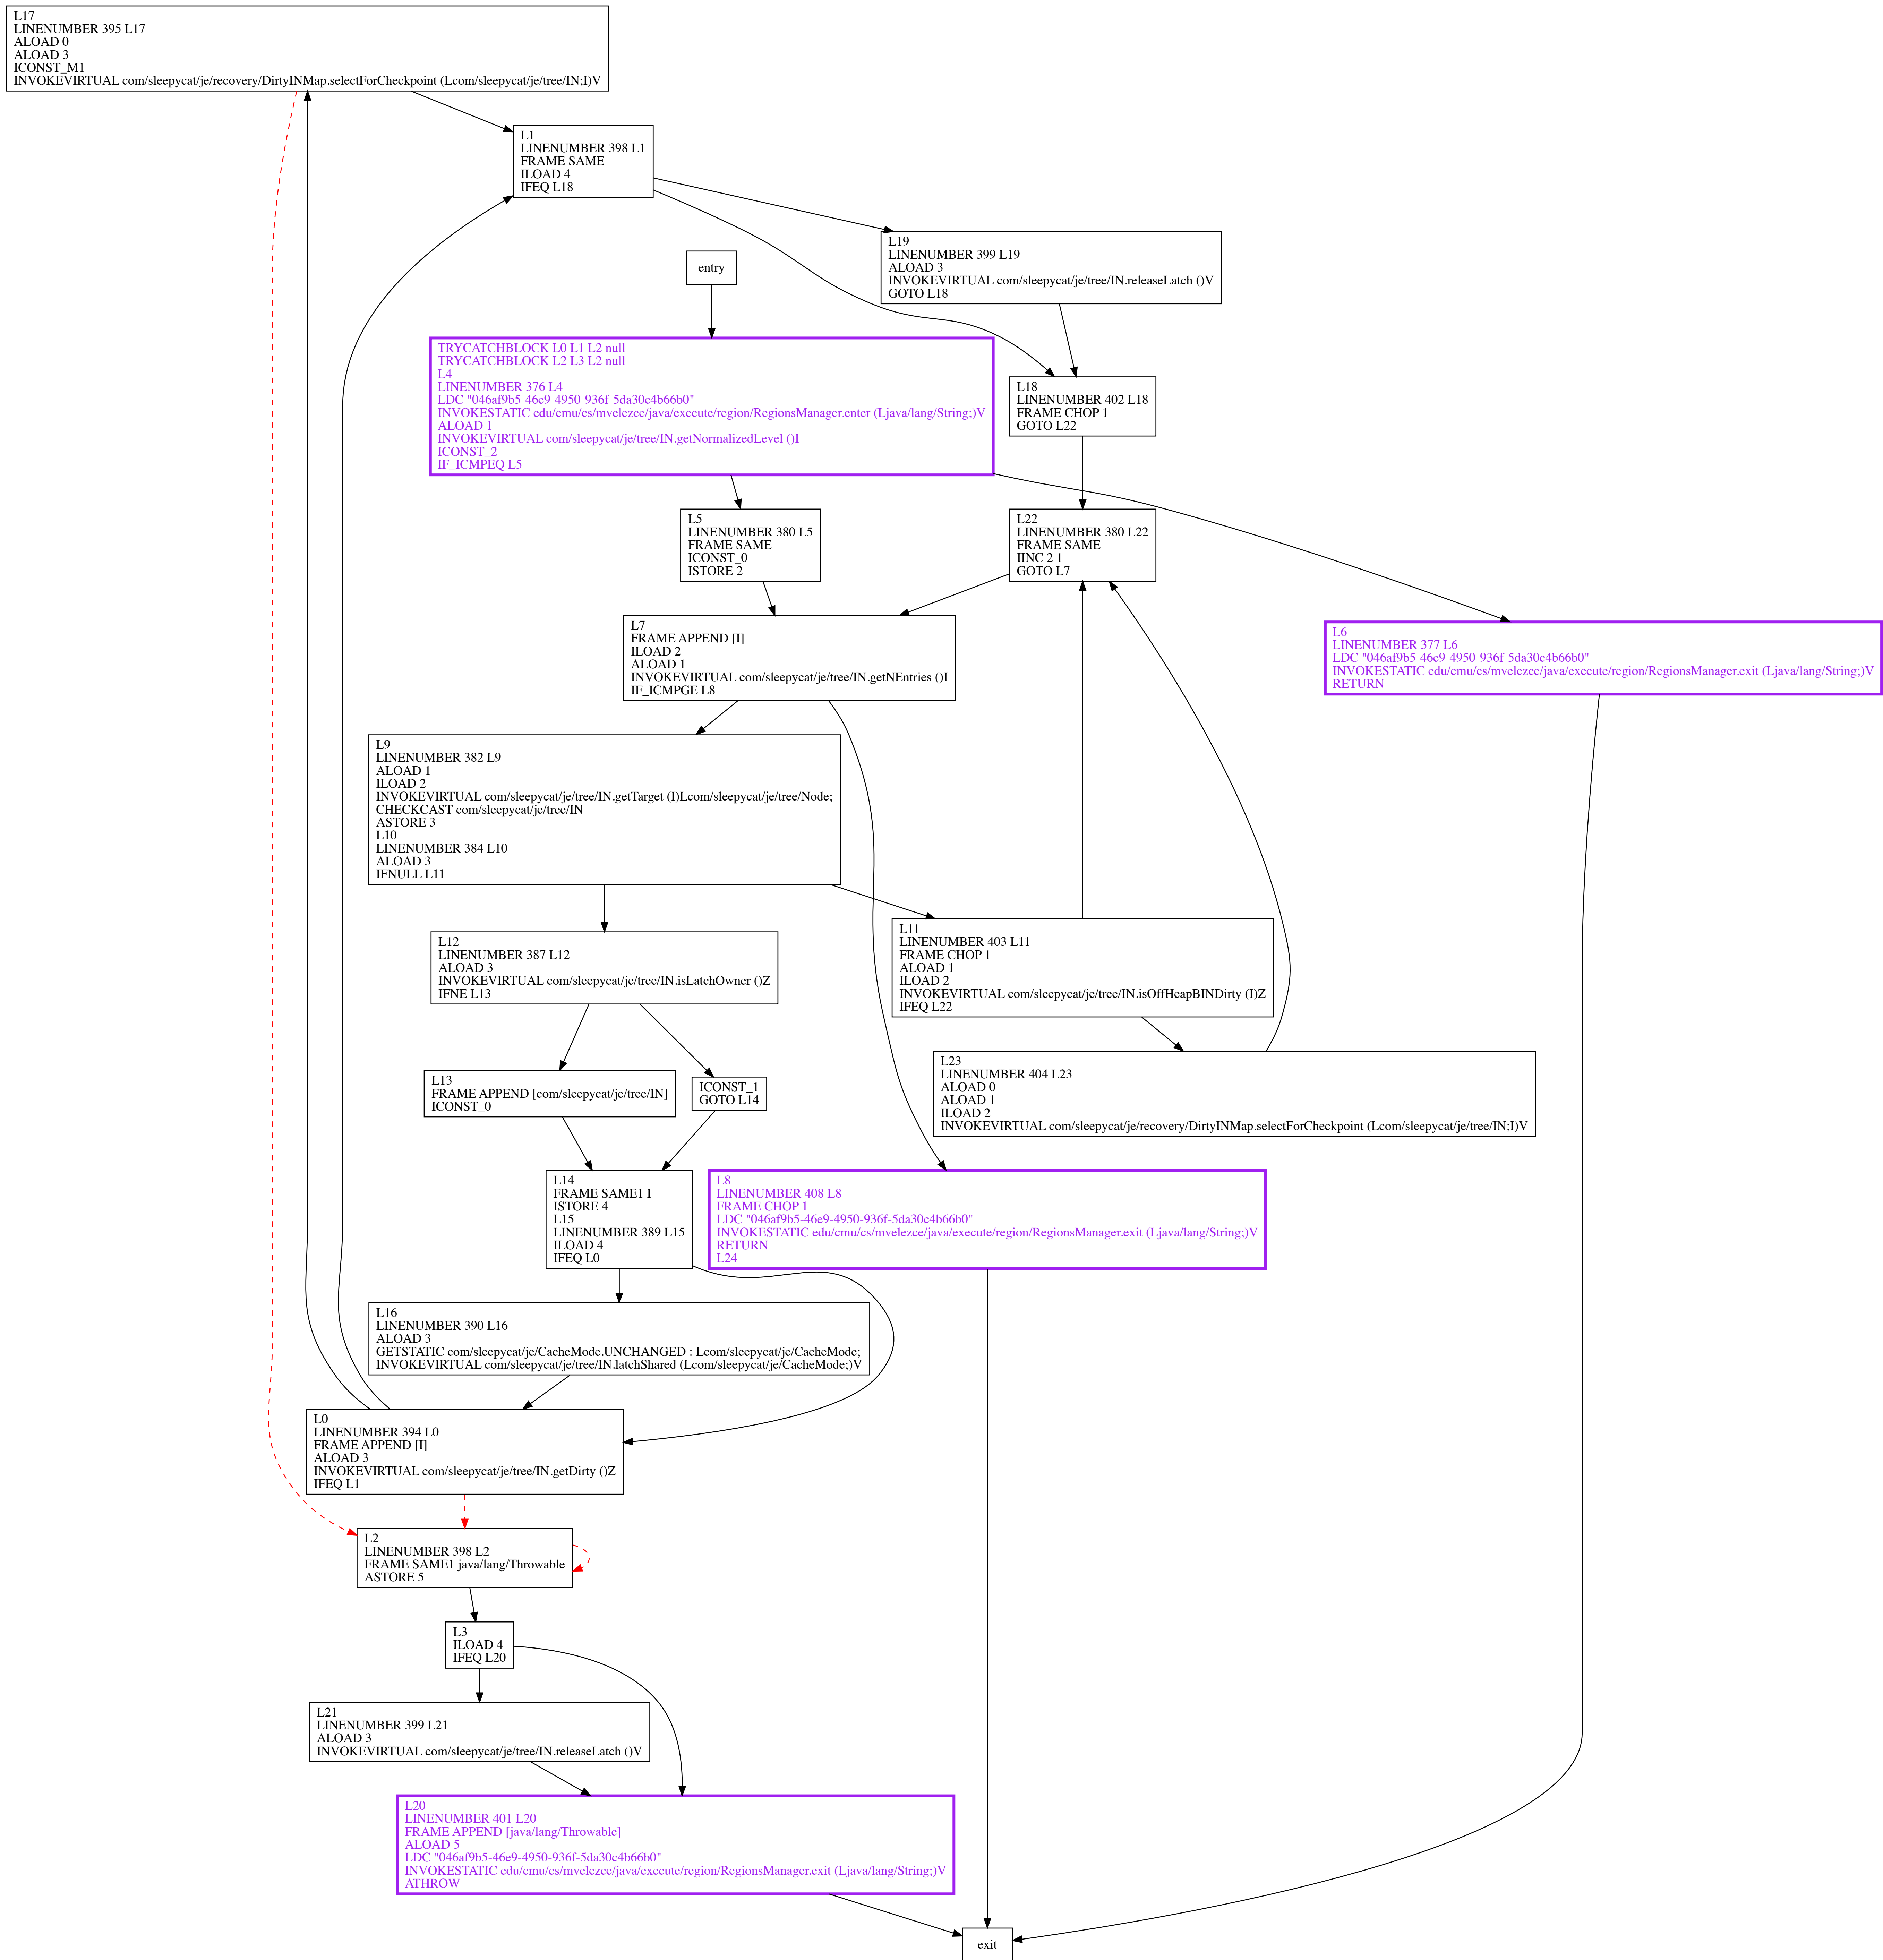 L17
LINENUMBER 395 L17
ALOAD 0
ALOAD 3
ICONST_M1
INVOKEVIRTUAL com/sleepycat/je/recovery/DirtyINMap.selectForCheckpoint (Lcom/sleepycat/je/tree/IN;I)V
L1
LINENUMBER 398 L1
FRAME SAME
ILOAD 4
IFEQ L18
L19
LINENUMBER 399 L19
ALOAD 3
INVOKEVIRTUAL com/sleepycat/je/tree/IN.releaseLatch ()V
GOTO L18
entry
TRYCATCHBLOCK L0 L1 L2 null
TRYCATCHBLOCK L2 L3 L2 null
L4
LINENUMBER 376 L4
LDC "046af9b5-46e9-4950-936f-5da30c4b66b0"
INVOKESTATIC edu/cmu/cs/mvelezce/java/execute/region/RegionsManager.enter (Ljava/lang/String;)V
ALOAD 1
INVOKEVIRTUAL com/sleepycat/je/tree/IN.getNormalizedLevel ()I
ICONST_2
IF_ICMPEQ L5
L18
LINENUMBER 402 L18
FRAME CHOP 1
GOTO L22
L5
LINENUMBER 380 L5
FRAME SAME
ICONST_0
ISTORE 2
L22
LINENUMBER 380 L22
FRAME SAME
IINC 2 1
GOTO L7
L7
FRAME APPEND [I]
ILOAD 2
ALOAD 1
INVOKEVIRTUAL com/sleepycat/je/tree/IN.getNEntries ()I
IF_ICMPGE L8
L6
LINENUMBER 377 L6
LDC "046af9b5-46e9-4950-936f-5da30c4b66b0"
INVOKESTATIC edu/cmu/cs/mvelezce/java/execute/region/RegionsManager.exit (Ljava/lang/String;)V
RETURN
L9
LINENUMBER 382 L9
ALOAD 1
ILOAD 2
INVOKEVIRTUAL com/sleepycat/je/tree/IN.getTarget (I)Lcom/sleepycat/je/tree/Node;
CHECKCAST com/sleepycat/je/tree/IN
ASTORE 3
L10
LINENUMBER 384 L10
ALOAD 3
IFNULL L11
L12
LINENUMBER 387 L12
ALOAD 3
INVOKEVIRTUAL com/sleepycat/je/tree/IN.isLatchOwner ()Z
IFNE L13
L11
LINENUMBER 403 L11
FRAME CHOP 1
ALOAD 1
ILOAD 2
INVOKEVIRTUAL com/sleepycat/je/tree/IN.isOffHeapBINDirty (I)Z
IFEQ L22
L13
FRAME APPEND [com/sleepycat/je/tree/IN]
ICONST_0
ICONST_1
GOTO L14
L23
LINENUMBER 404 L23
ALOAD 0
ALOAD 1
ILOAD 2
INVOKEVIRTUAL com/sleepycat/je/recovery/DirtyINMap.selectForCheckpoint (Lcom/sleepycat/je/tree/IN;I)V
L14
FRAME SAME1 I
ISTORE 4
L15
LINENUMBER 389 L15
ILOAD 4
IFEQ L0
L8
LINENUMBER 408 L8
FRAME CHOP 1
LDC "046af9b5-46e9-4950-936f-5da30c4b66b0"
INVOKESTATIC edu/cmu/cs/mvelezce/java/execute/region/RegionsManager.exit (Ljava/lang/String;)V
RETURN
L24
L16
LINENUMBER 390 L16
ALOAD 3
GETSTATIC com/sleepycat/je/CacheMode.UNCHANGED : Lcom/sleepycat/je/CacheMode;
INVOKEVIRTUAL com/sleepycat/je/tree/IN.latchShared (Lcom/sleepycat/je/CacheMode;)V
L0
LINENUMBER 394 L0
FRAME APPEND [I]
ALOAD 3
INVOKEVIRTUAL com/sleepycat/je/tree/IN.getDirty ()Z
IFEQ L1
L2
LINENUMBER 398 L2
FRAME SAME1 java/lang/Throwable
ASTORE 5
L3
ILOAD 4
IFEQ L20
L21
LINENUMBER 399 L21
ALOAD 3
INVOKEVIRTUAL com/sleepycat/je/tree/IN.releaseLatch ()V
L20
LINENUMBER 401 L20
FRAME APPEND [java/lang/Throwable]
ALOAD 5
LDC "046af9b5-46e9-4950-936f-5da30c4b66b0"
INVOKESTATIC edu/cmu/cs/mvelezce/java/execute/region/RegionsManager.exit (Ljava/lang/String;)V
ATHROW
exit